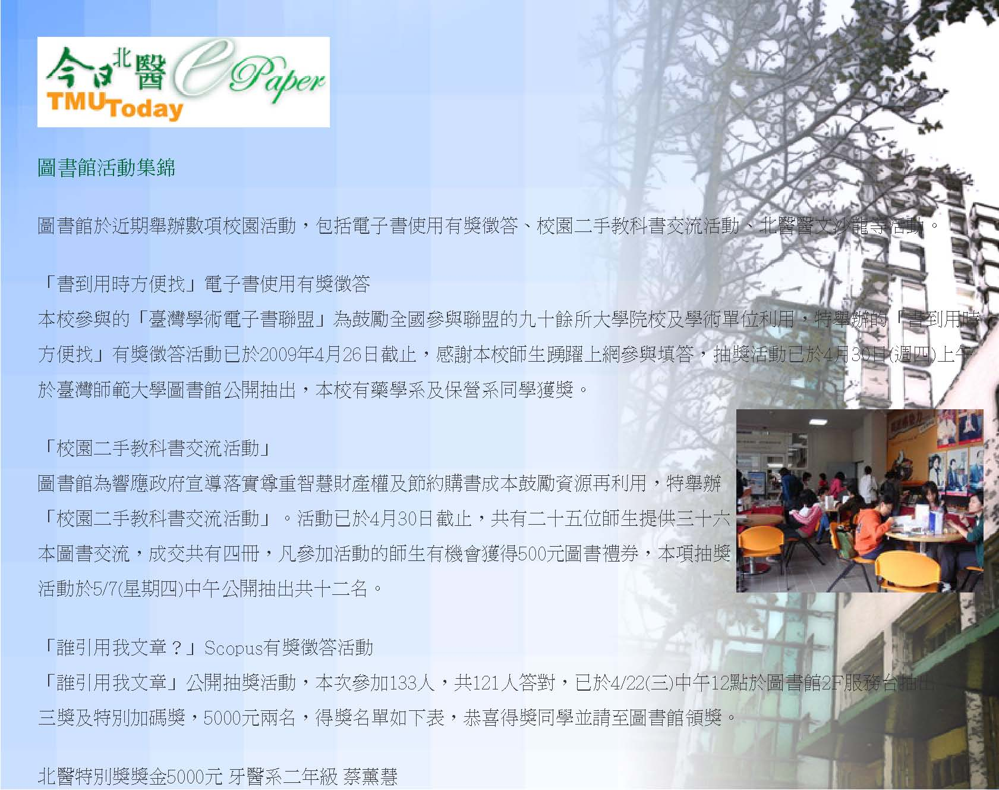 今日北醫 ePaper
TMUToday
圖書館活動集錦
圖書館於近期舉辦數項校園活動，包括電子書使用有獎徵答、校園二手教科書交流活動、北醫醫文沙龍等活動。
「書到用時方便找」電子書使用有獎徵答
本校參與的「臺灣學術電子書聯盟」為鼓勵全國參與聯盟的九十餘所大學院校及學術單位利用，特舉辦的「書到用時
方便找」有獎徵答活動已於2009年4月26日截止，感謝本校師生踴躍上網參與填答，抽獎活動已於4月30日(週四)上午
於臺灣師範大學圖書館公開抽出，本校有藥學系及保營系同學獲獎。
「校園二手教科書交流活動」
圖書館為響應政府宣導落實尊重智慧財產權及節約購書成本鼓勵資源再利用，特舉辦
「校園二手教科書交流活動」。活動已於4月30日截止，共有二十五位師生提供三十六
本圖書交流，成交共有四冊，凡參加活動的師生有機會獲得500元圖書禮券，本項抽獎
活動於5/7(星期四)中午公開抽出共十二名。
「誰引用我文章？」Scopus有獎徵答活動
「誰引用我文章」公開抽獎活動，本次參加133人，共121人答對，已於4/22(三)中午12點於圖書館2F服務台抽出
三獎及特別加碼獎，5000元兩名，得獎名單如下表，恭喜得獎同學並請至圖書館領獎。
北醫特別獎獎金5000元 牙醫系二年級 蔡薰慧